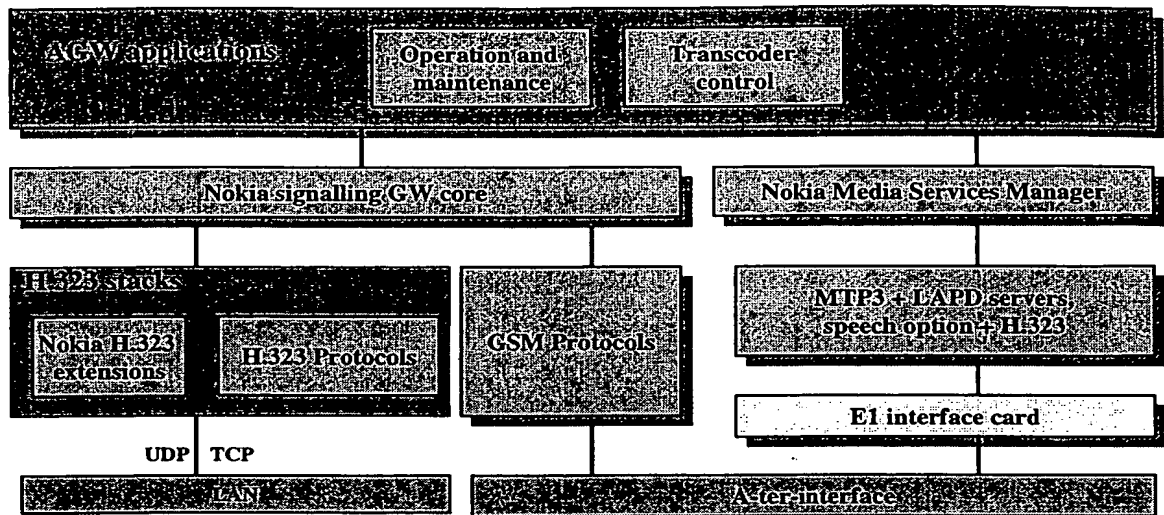 AGW applications
Operation and
maintenance
Transcoder
control
Nokia signalling GW core
Nokia Media Services Manager
H.323 stacks
Nokia H.323
extensions
H.323 Protocols
GSM Protocols
MTP3 + LAPD servers,
speech option + H.323
E1 interface card
UDP TCP
LAN
A-ter-interface